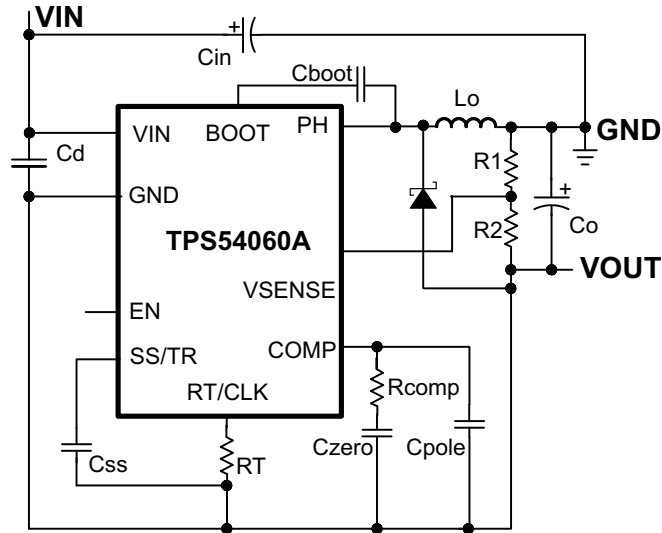 VIN
+
Cin
Cboot
Lo
VIN
BOOT
PH
GND
Cd
R1
GND
+
TPS54060A
R2
Co
VOUT
VSENSE
EN
COMP
SS/TR
RT/CLK
Rcomp
Css
RT
Czero
Cpole